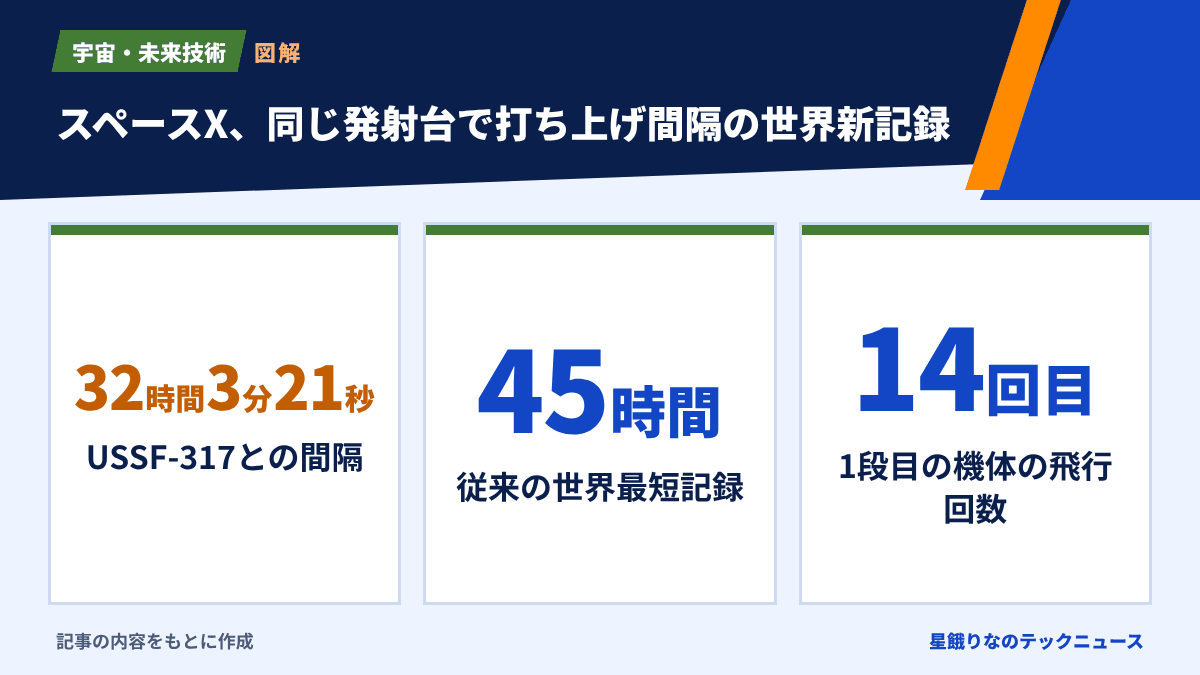 宇宙・未来技術 図解
スペースX、同じ発射台で打ち上げ間隔の世界新記録
32時間3分21秒
USSF-317との間隔
45時間
従来の世界最短記録
14回目
1段目の機体の飛行
回数
記事の内容をもとに作成
星餓りなのテックニュース